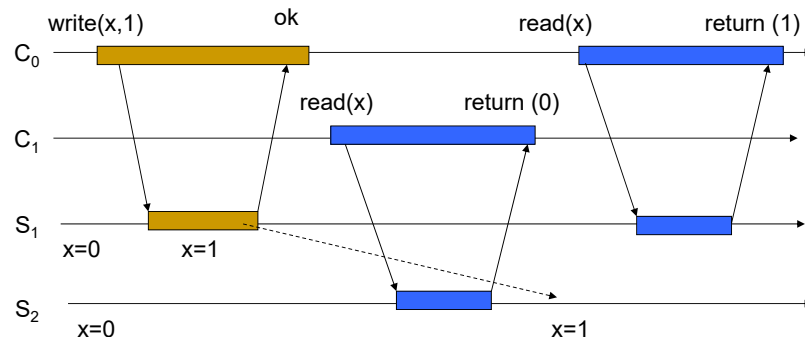 write(x,1) ok read(x) return (1)
C₀
read(x) return (0)
C₁
S₁
x=0 x=1
S₂
x=0 x=1